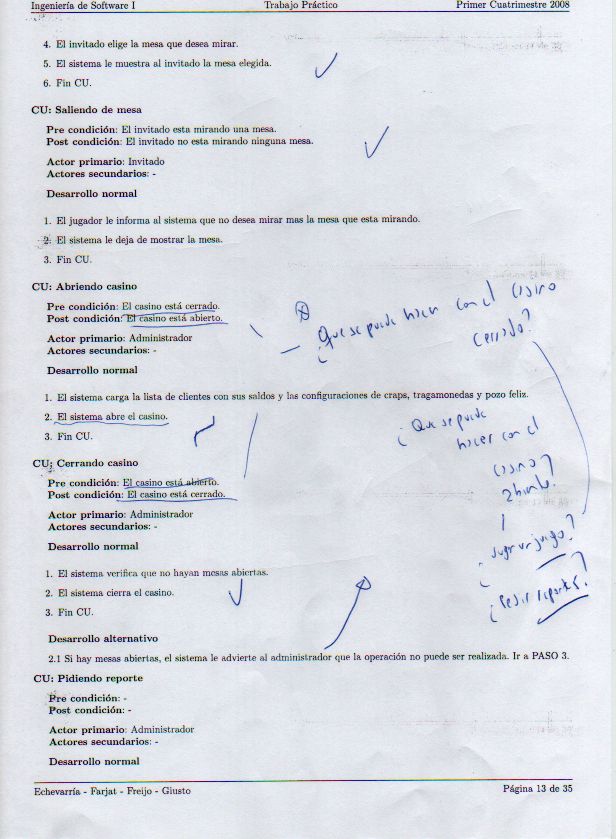 Ingeniería de Software I Trabajo Práctico Primer Cuatrimestre 2008
4. El invitado elige la mesa que desea mirar.
5. El sistema le muestra al invitado la mesa elegida.
6. Fin CU.
CU: Saliendo de mesa
Pre condición: El invitado esta mirando una mesa.
Post condición: El invitado no esta mirando ninguna mesa.
Actor primario: Invitado
Actores secundarios: -
Desarrollo normal
1. El jugador le informa al sistema que no desea mirar mas la mesa que esta mirando.
2. El sistema le deja de mostrar la mesa.
3. Fin CU.
CU: Abriendo casino
Pre condición: El casino está cerrado.
Post condición: El casino está abierto.
Actor primario: Administrador
Actores secundarios: -
Desarrollo normal
¿Que se puede hacer con el casino
cerrado?
1. El sistema carga la lista de clientes con sus saldos y las configuraciones de craps, tragamonedas y pozo feliz.
2. El sistema abre el casino.
3. Fin CU.
¿Que se puede
hacer con el
casino
abierto?
¿Jugar un juego?
¿Pedir reportes?
CU: Cerrando casino
Pre condición: El casino está abierto.
Post condición: El casino está cerrado.
Actor primario: Administrador
Actores secundarios: -
Desarrollo normal
1. El sistema verifica que no hayan mesas abiertas.
2. El sistema cierra el casino.
3. Fin CU.
Desarrollo alternativo
2.1 Si hay mesas abiertas, el sistema le advierte al administrador que la operación no puede ser realizada. Ir a PASO 3.
CU: Pidiendo reporte
Pre condición: -
Post condición: -
Actor primario: Administrador
Actores secundarios: -
Desarrollo normal
Echevarría - Farjat - Freijo - Giusto Página 13 de 35